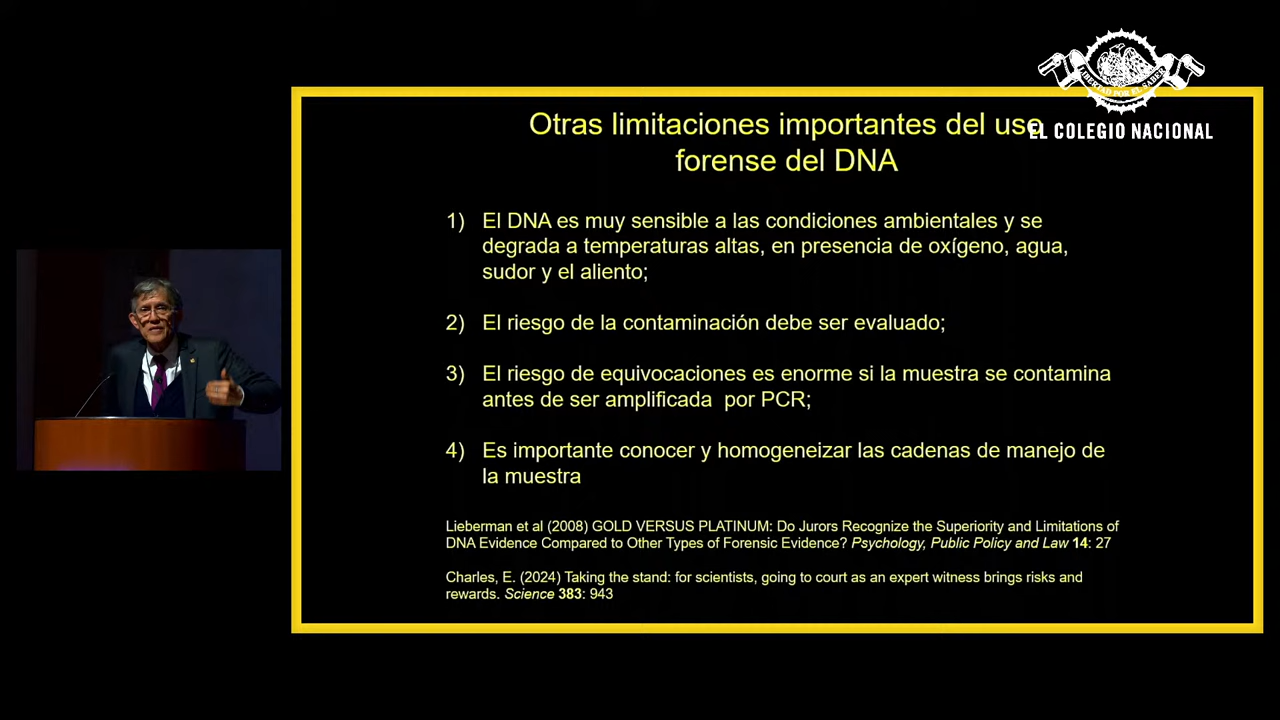 LIBERTAD POR EL SABER
EL COLEGIO NACIONAL
Otras limitaciones importantes del uso
forense del DNA
1) El DNA es muy sensible a las condiciones ambientales y se
degrada a temperaturas altas, en presencia de oxígeno, agua,
sudor y el aliento;
2) El riesgo de la contaminación debe ser evaluado;
3) El riesgo de equivocaciones es enorme si la muestra se contamina
antes de ser amplificada por PCR;
4) Es importante conocer y homogeneizar las cadenas de manejo de
la muestra
Lieberman et al (2008) GOLD VERSUS PLATINUM: Do Jurors Recognize the Superiority and Limitations of
DNA Evidence Compared to Other Types of Forensic Evidence? Psychology, Public Policy and Law 14: 27
Charles, E. (2024) Taking the stand: for scientists, going to court as an expert witness brings risks and
rewards. Science 383: 943